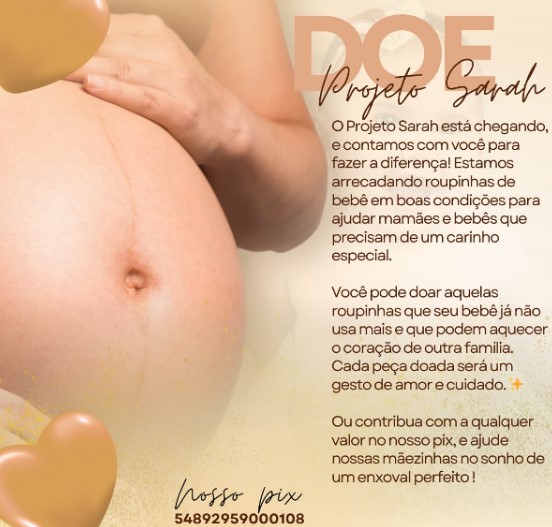 DOE
Projeto Sarah
O Projeto Sarah está chegando,
e contamos com você para
fazer a diferença! Estamos
arrecadando roupinhas de
bebê em boas condições para
ajudar mamães e bebês que
precisam de um carinho
especial.
Você pode doar aquelas
roupinhas que seu bebê já não
usa mais e que podem aquecer
o coração de outra família.
Cada peça doada será um
gesto de amor e cuidado. ✨
Ou contribua com a qualquer
valor no nosso pix, e ajude
nossas mãezinhas no sonho de
um enxoval perfeito !
Nosso pix
54892959000108